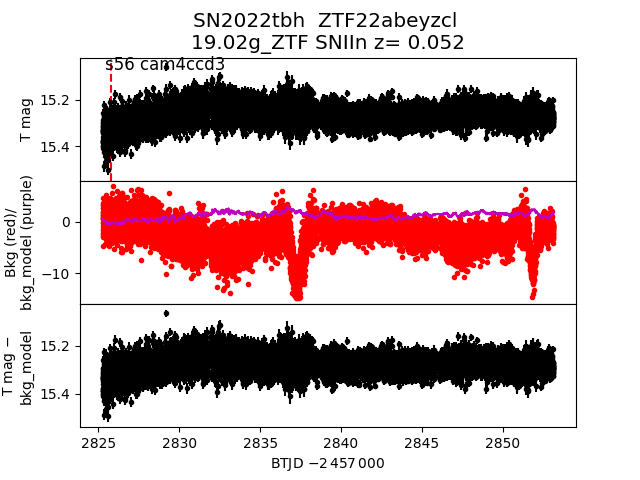 SN2022tbh ZTF22abeyzcl
19.02g_ZTF SNIIn z= 0.052
s56 cam4ccd3
15.2
15.4
T mag
0
−10
Bkg (red)/
bkg_model (purple)
15.2
15.4
T mag −
bkg_model
2825 2830 2835 2840 2845 2850
BTJD −2 457 000